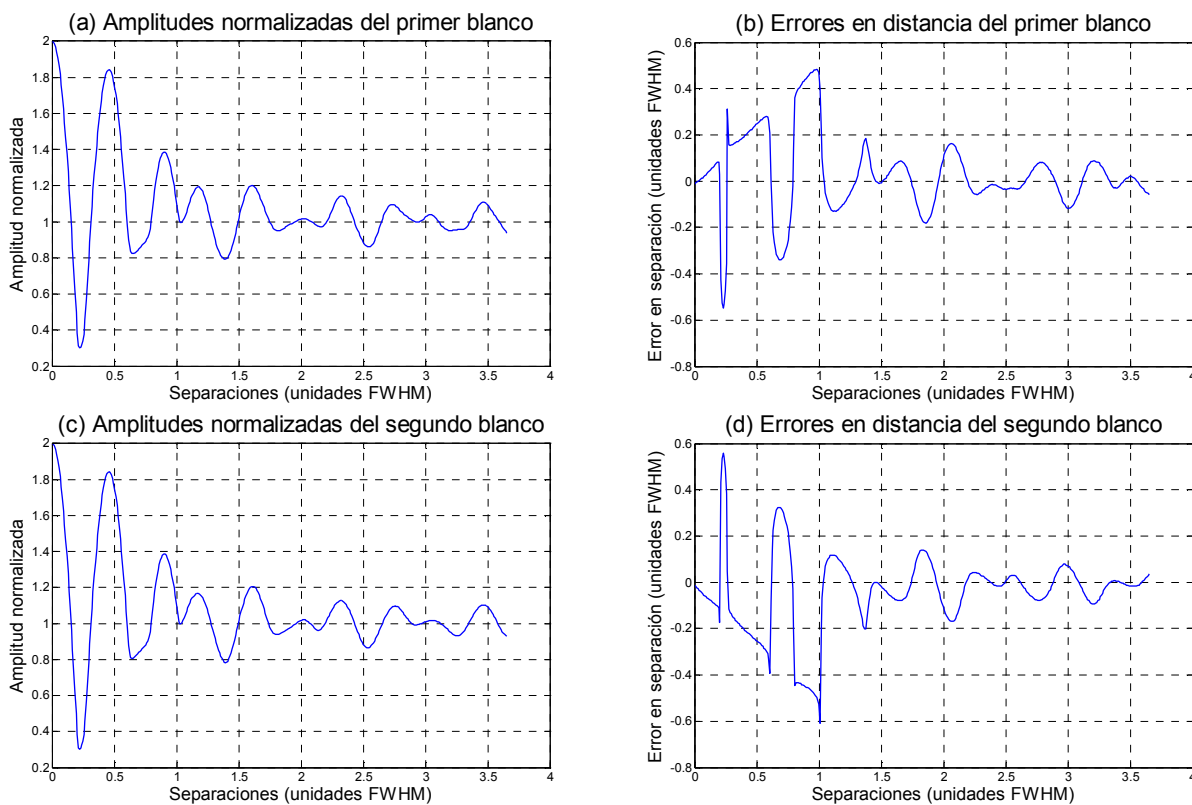 (a) Amplitudes normalizadas del primer blanco
Amplitud normalizada
2
1.8
1.6
1.4
1.2
1
0.8
0.6
0.4
0.2
0 0.5 1 1.5 2 2.5 3 3.5 4
Separaciones (unidades FWHM)
(b) Errores en distancia del primer blanco
Error en separación (unidades FWHM)
0.6
0.4
0.2
0
-0.2
-0.4
-0.6
-0.8
0 0.5 1 1.5 2 2.5 3 3.5 4
Separaciones (unidades FWHM)
(c) Amplitudes normalizadas del segundo blanco
Amplitud normalizada
2
1.8
1.6
1.4
1.2
1
0.8
0.6
0.4
0.2
0 0.5 1 1.5 2 2.5 3 3.5 4
Separaciones (unidades FWHM)
(d) Errores en distancia del segundo blanco
Error en separación (unidades FWHM)
0.6
0.4
0.2
0
-0.2
-0.4
-0.6
-0.8
0 0.5 1 1.5 2 2.5 3 3.5 4
Separaciones (unidades FWHM)